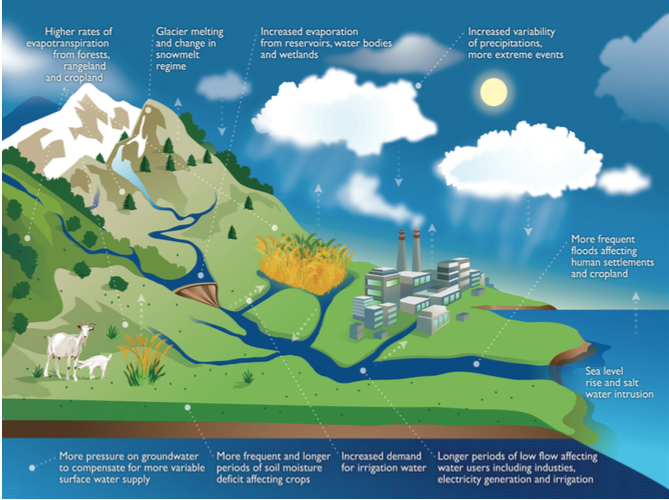 Higher rates of
evapotranspiration
from forests,
rangeland
and cropland
Glacier melting
and change in
snowmelt
regime
Increased evaporation
from reservoirs, water bodies
and wetlands
Increased variability
of precipitations,
more extreme events
More frequent
floods affecting
human settlements
and cropland
Sea level
rise and salt
water intrusion
More pressure on groundwater
to compensate for more variable
surface water supply
More frequent and longer
periods of soil moisture
deficit affecting crops
Increased demand
for irrigation water
Longer periods of low flow affecting
water users including industies,
electricity generation and irrigation